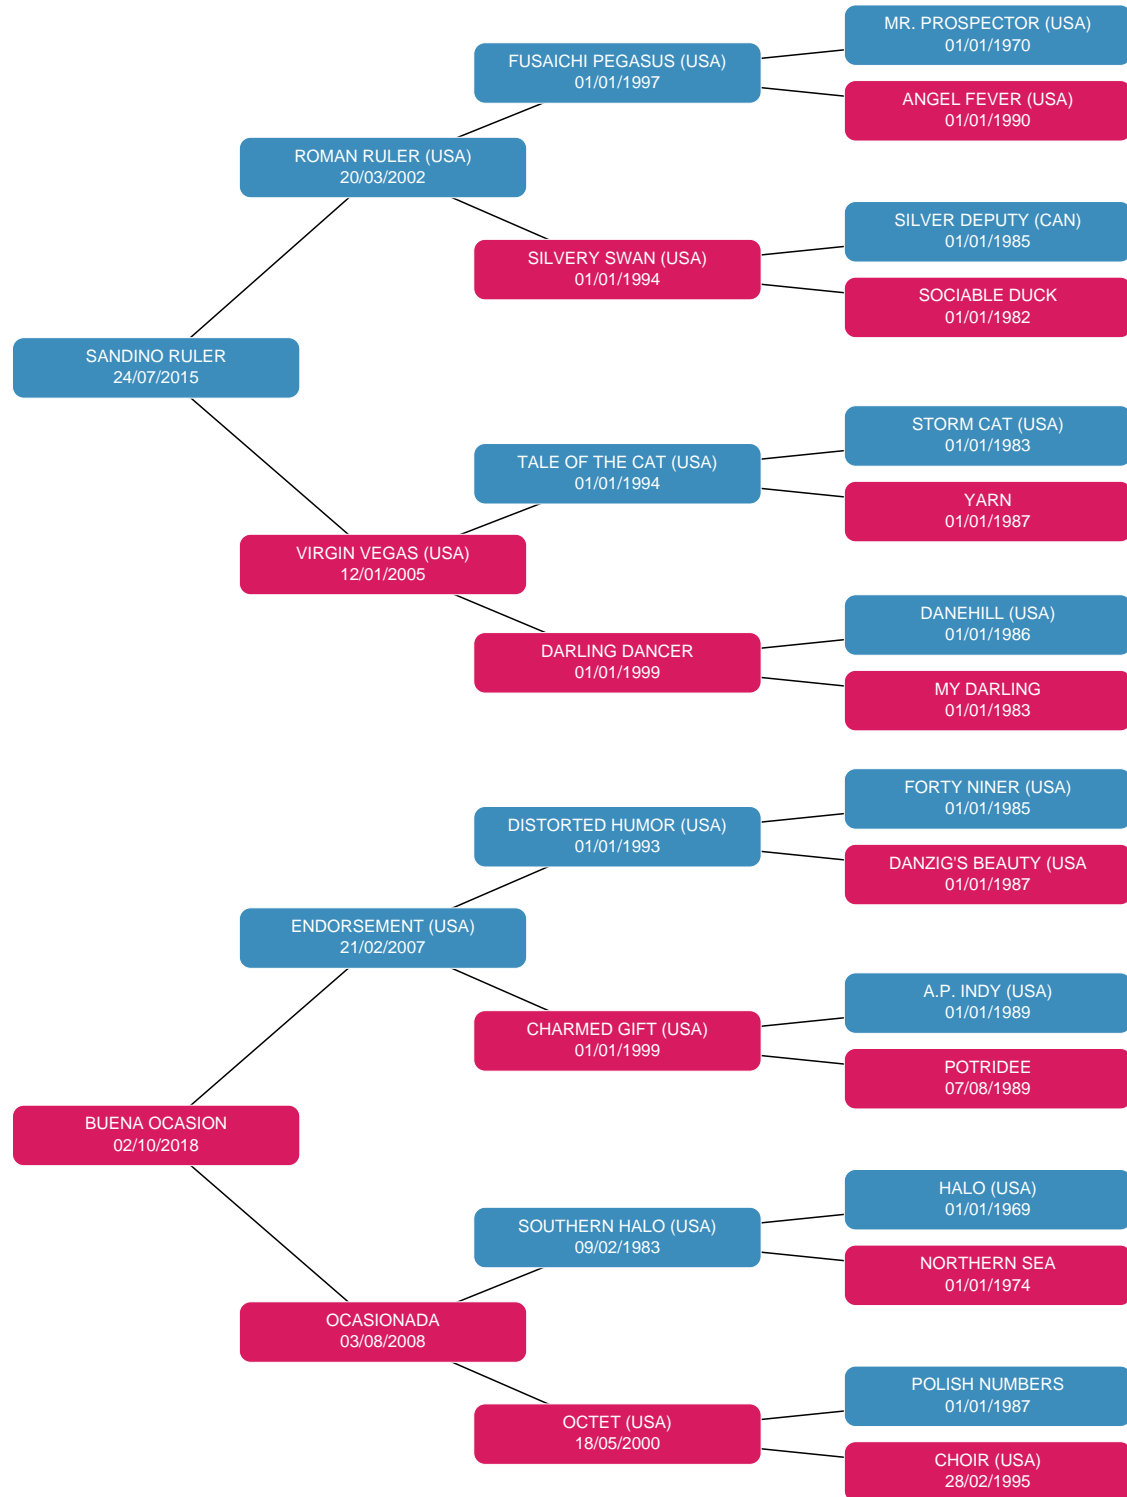 MR. PROSPECTOR (USA)
01/01/1970
FUSAICHI PEGASUS (USA)
01/01/1997
ANGEL FEVER (USA)
01/01/1990
ROMAN RULER (USA)
20/03/2002
SILVER DEPUTY (CAN)
01/01/1985
SILVERY SWAN (USA)
01/01/1994
SOCIABLE DUCK
01/01/1982
SANDINO RULER
24/07/2015
STORM CAT (USA)
01/01/1983
TALE OF THE CAT (USA)
01/01/1994
YARN
01/01/1987
VIRGIN VEGAS (USA)
12/01/2005
DANEHILL (USA)
01/01/1986
DARLING DANCER
01/01/1999
MY DARLING
01/01/1983
FORTY NINER (USA)
01/01/1985
DISTORTED HUMOR (USA)
01/01/1993
DANZIG'S BEAUTY (USA
01/01/1987
ENDORSEMENT (USA)
21/02/2007
A.P. INDY (USA)
01/01/1989
CHARMED GIFT (USA)
01/01/1999
POTRIDEE
07/08/1989
BUENA OCASION
02/10/2018
HALO (USA)
01/01/1969
SOUTHERN HALO (USA)
09/02/1983
NORTHERN SEA
01/01/1974
OCASIONADA
03/08/2008
POLISH NUMBERS
01/01/1987
OCTET (USA)
18/05/2000
CHOIR (USA)
28/02/1995